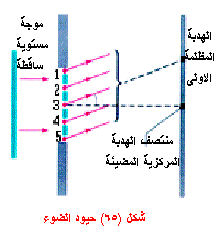 موجة
مستوية
ساقطة
الهدبة
المظلمة
الاولى
1
2
3
4
5
منتصف الهدبة
المركزية المضيئة
شكل (٦٥) حيود الضوء